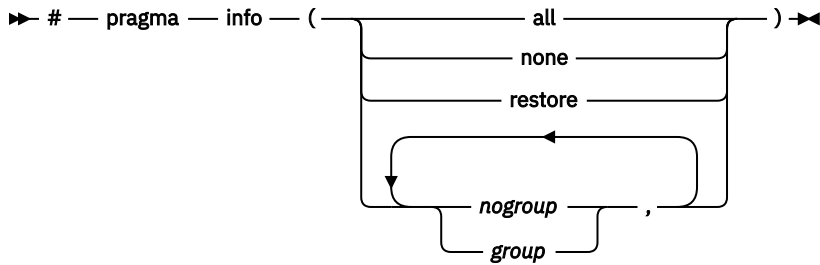 # pragma info ( all )
none
restore
nogroup ,
group